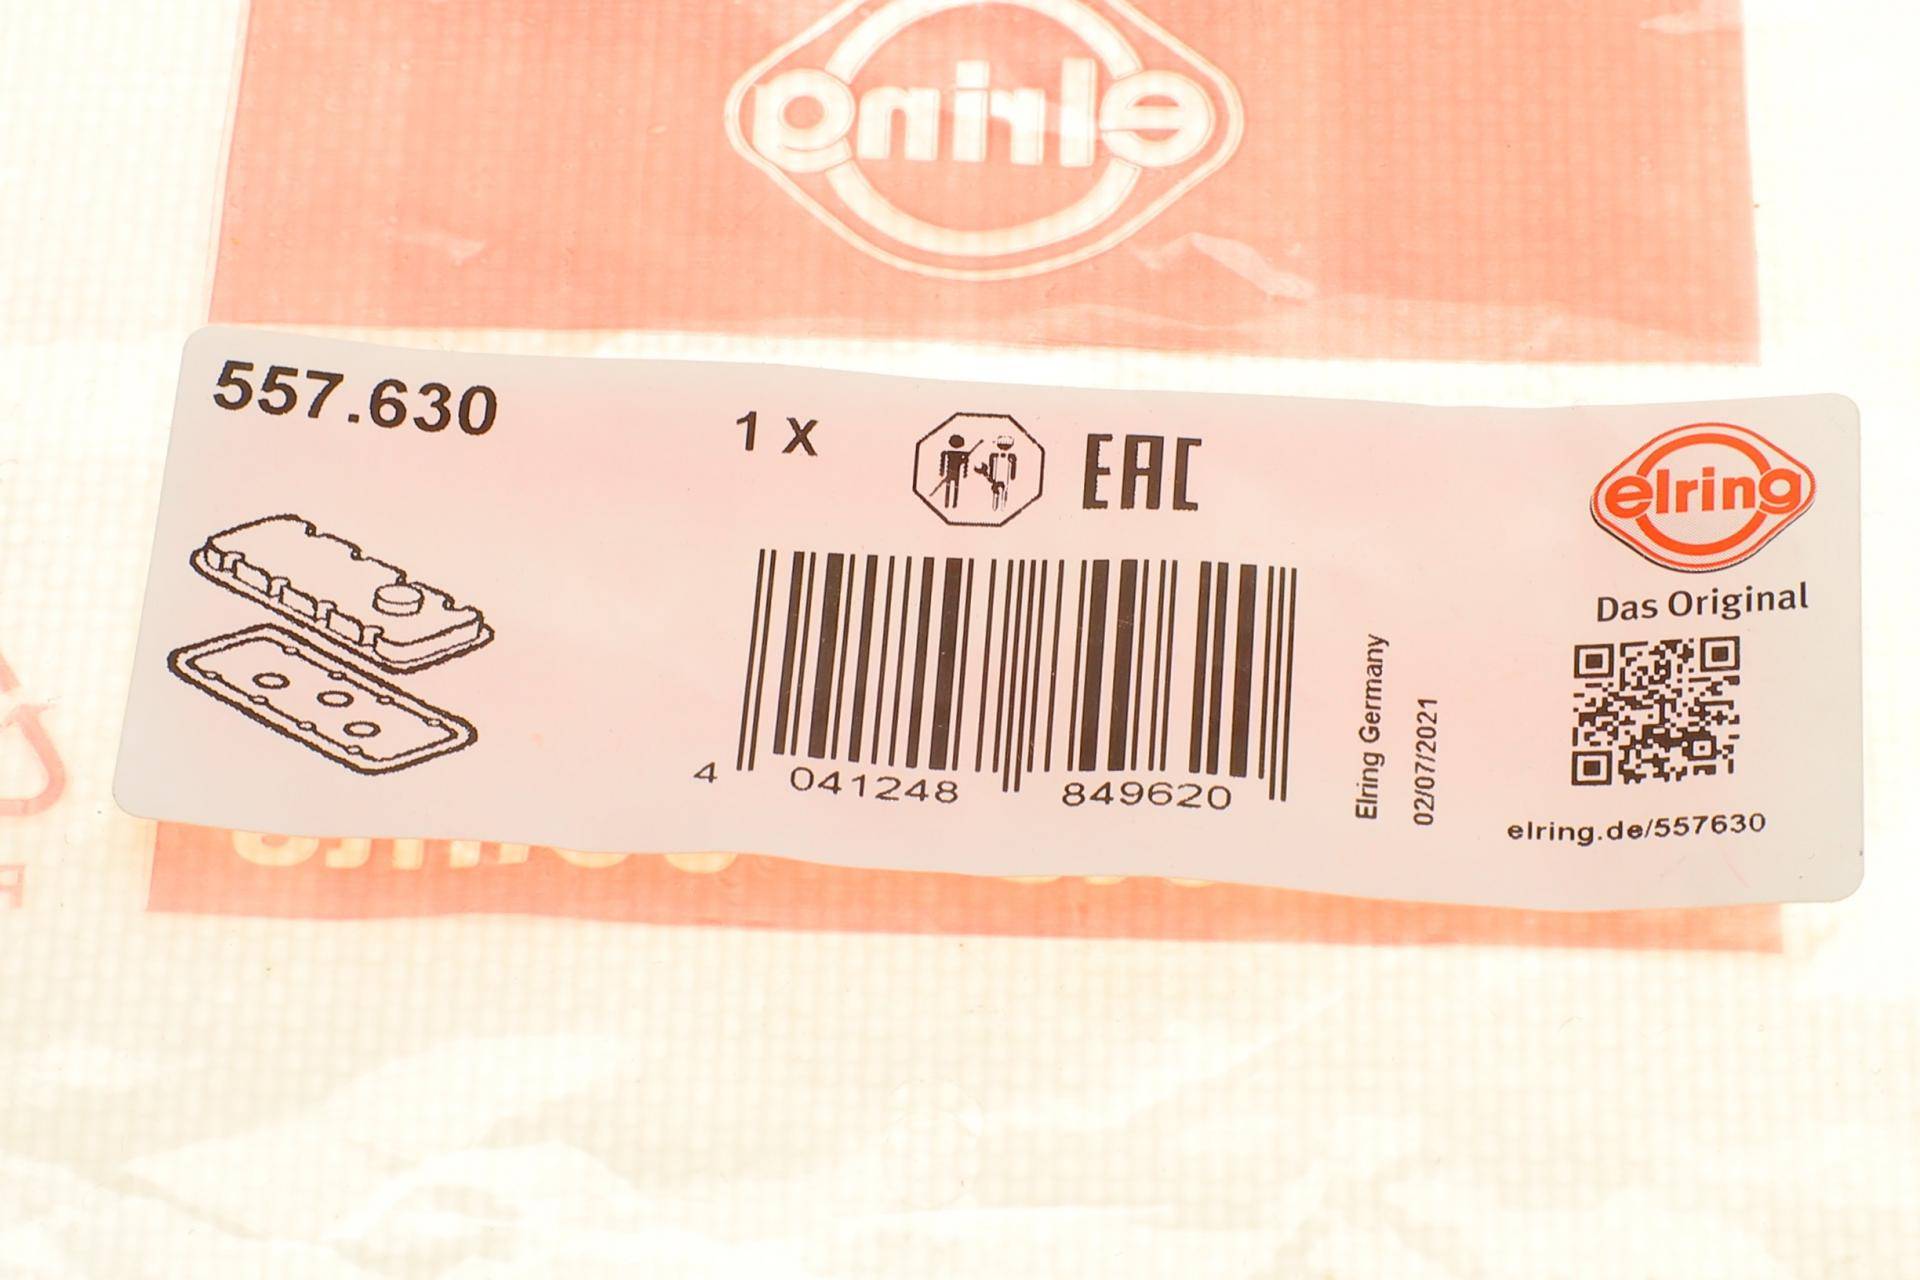 elring
557.630
1 X
EAC
elring
Das Original
4 041248 849620
Elring Germany
02/07/2021
elring.de/557630